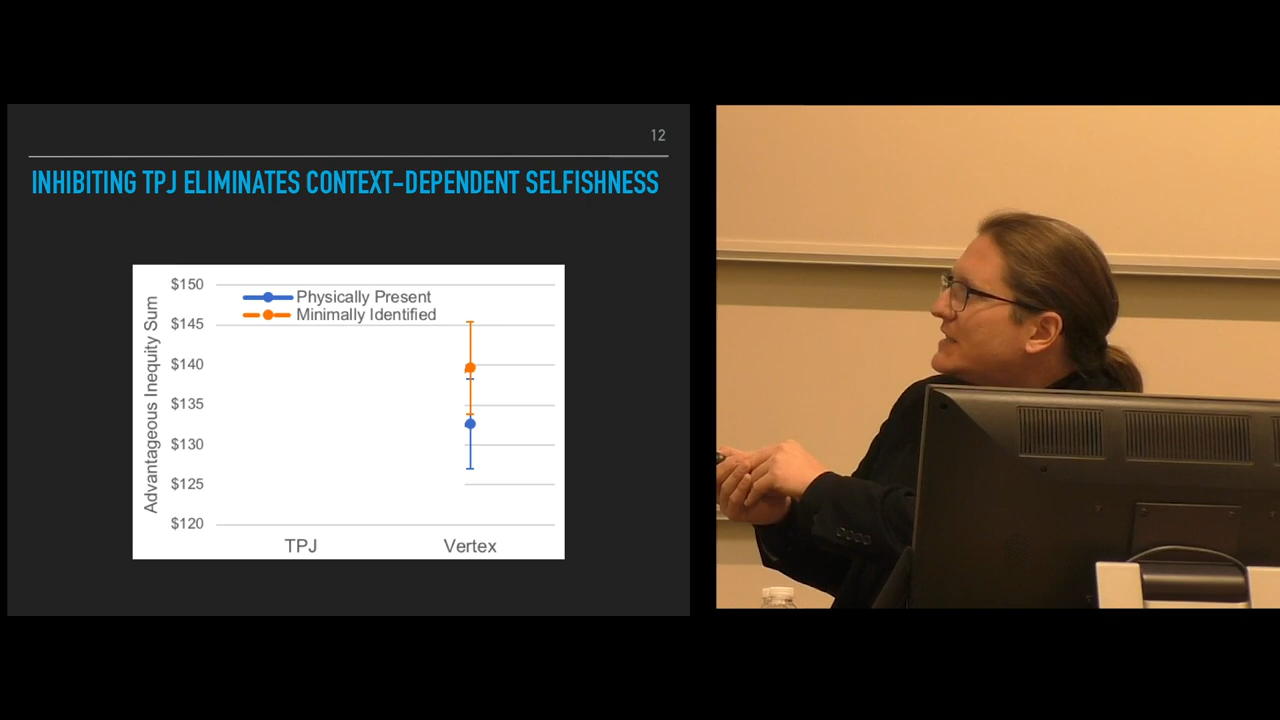 12
INHIBITING TPJ ELIMINATES CONTEXT-DEPENDENT SELFISHNESS
Advantageous Inequity Sum
$150
$145
$140
$135
$130
$125
$120
Physically Present
Minimally Identified
TPJ
Vertex